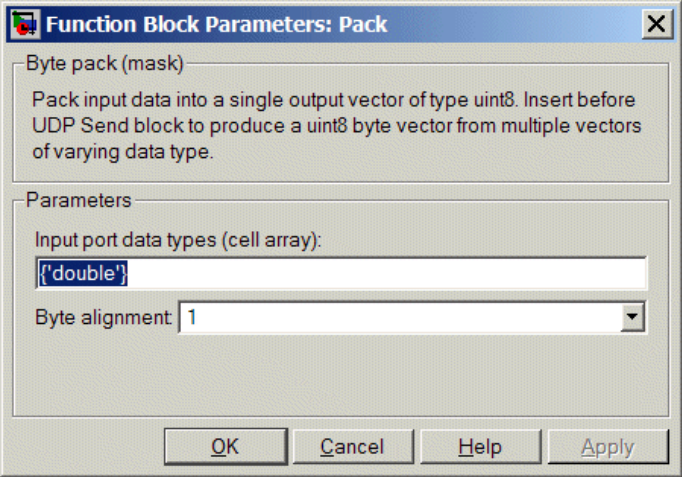 Function Block Parameters: Pack
Byte pack (mask)
Pack input data into a single output vector of type uint8. Insert before
UDP Send block to produce a uint8 byte vector from multiple vectors
of varying data type.
Parameters
Input port data types (cell array):
{'double'}
Byte alignment: 1
OK Cancel Help Apply